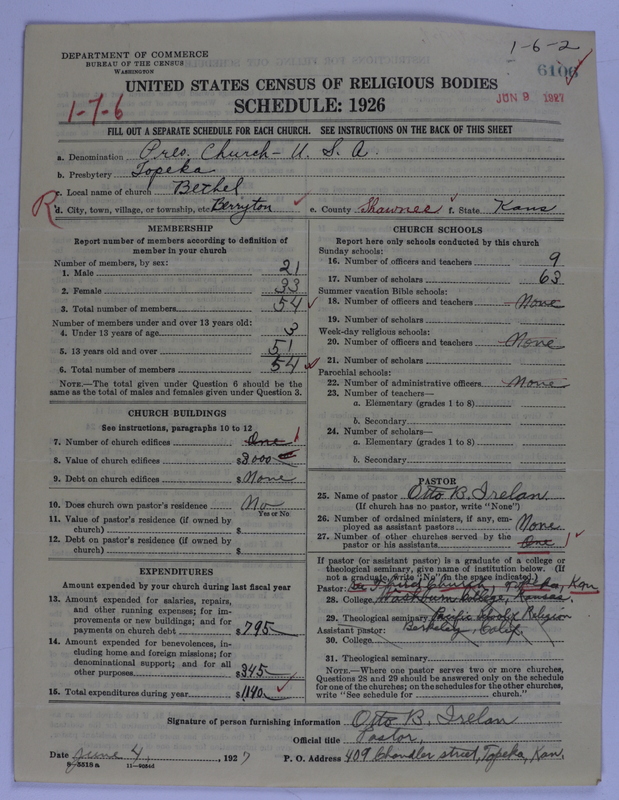 1-6-2
DEPARTMENT OF COMMERCE
BUREAU OF THE CENSUS
WASHINGTON
6106
JUN 9 1927
UNITED STATES CENSUS OF RELIGIOUS BODIES
1-7-6
SCHEDULE: 1926
FILL OUT A SEPARATE SCHEDULE FOR EACH CHURCH. SEE INSTRUCTIONS ON THE BACK OF THIS SHEET
a. Denomination Pres. Church - U. S. A.
b. Presbytery Topeka
c. Local name of church Bethel
R
d. City, town, village, or township, etc. Berryton e. County Shawnee f. State Kans
MEMBERSHIP
Report number of members according to definition of member in your church
Number of members, by sex:
1. Male 21
2. Female 33
3. Total number of members 54
Number of members under and over 13 years old:
4. Under 13 years of age 3
5. 13 years old and over 51
6. Total number of members 54
NOTE.—The total given under Question 6 should be the same as the total of males and females given under Question 3.
CHURCH BUILDINGS
See instructions, paragraphs 10 to 12
7. Number of church edifices One 1
8. Value of church edifices $3000
9. Debt on church edifices $None
10. Does church own pastor's residence No
Yes or No
11. Value of pastor's residence (if owned by church) $
12. Debt on pastor's residence (if owned by church) $
EXPENDITURES
Amount expended by your church during last fiscal year
13. Amount expended for salaries, repairs, and other running expenses; for improvements or new buildings; and for payments on church debt $795
14. Amount expended for benevolences, including home and foreign missions; for denominational support; and for all other purposes $345
15. Total expenditures during year $1140
CHURCH SCHOOLS
Report here only schools conducted by this church
Sunday schools:
16. Number of officers and teachers 9
17. Number of scholars 63
Summer vacation Bible schools:
18. Number of officers and teachers None
19. Number of scholars
Week-day religious schools:
20. Number of officers and teachers None
21. Number of scholars
Parochial schools:
22. Number of administrative officers None
23. Number of teachers—
a. Elementary (grades 1 to 8)
b. Secondary
24. Number of scholars—
a. Elementary (grades 1 to 8)
b. Secondary
PASTOR
25. Name of pastor Otto B. Irelan
(If church has no pastor, write "None")
26. Number of ordained ministers, if any, employed as assistant pastors None
27. Number of other churches served by the pastor or his assistants One 1
If pastor (or assistant pastor) is a graduate of a college or theological seminary, give name of institution below. (If not a graduate, write "No" in the space indicated.)
Third Church, Topeka, Kan
Pastor:
28. College Washburn College, Kansas.
29. Theological seminary Pacific School Religion
Berkeley, Calif.
Assistant pastor:
30. College
31. Theological seminary
NOTE.—Where one pastor serves two or more churches, Questions 28 and 29 should be answered only on the schedule for one of the churches; on the schedules for the other churches, write "See schedule for church."
Signature of person furnishing information Otto B. Irelan
Official title Pastor,
Date June 4, 1927 P. O. Address 409 Chandler street, Topeka, Kan.
8-5518 a